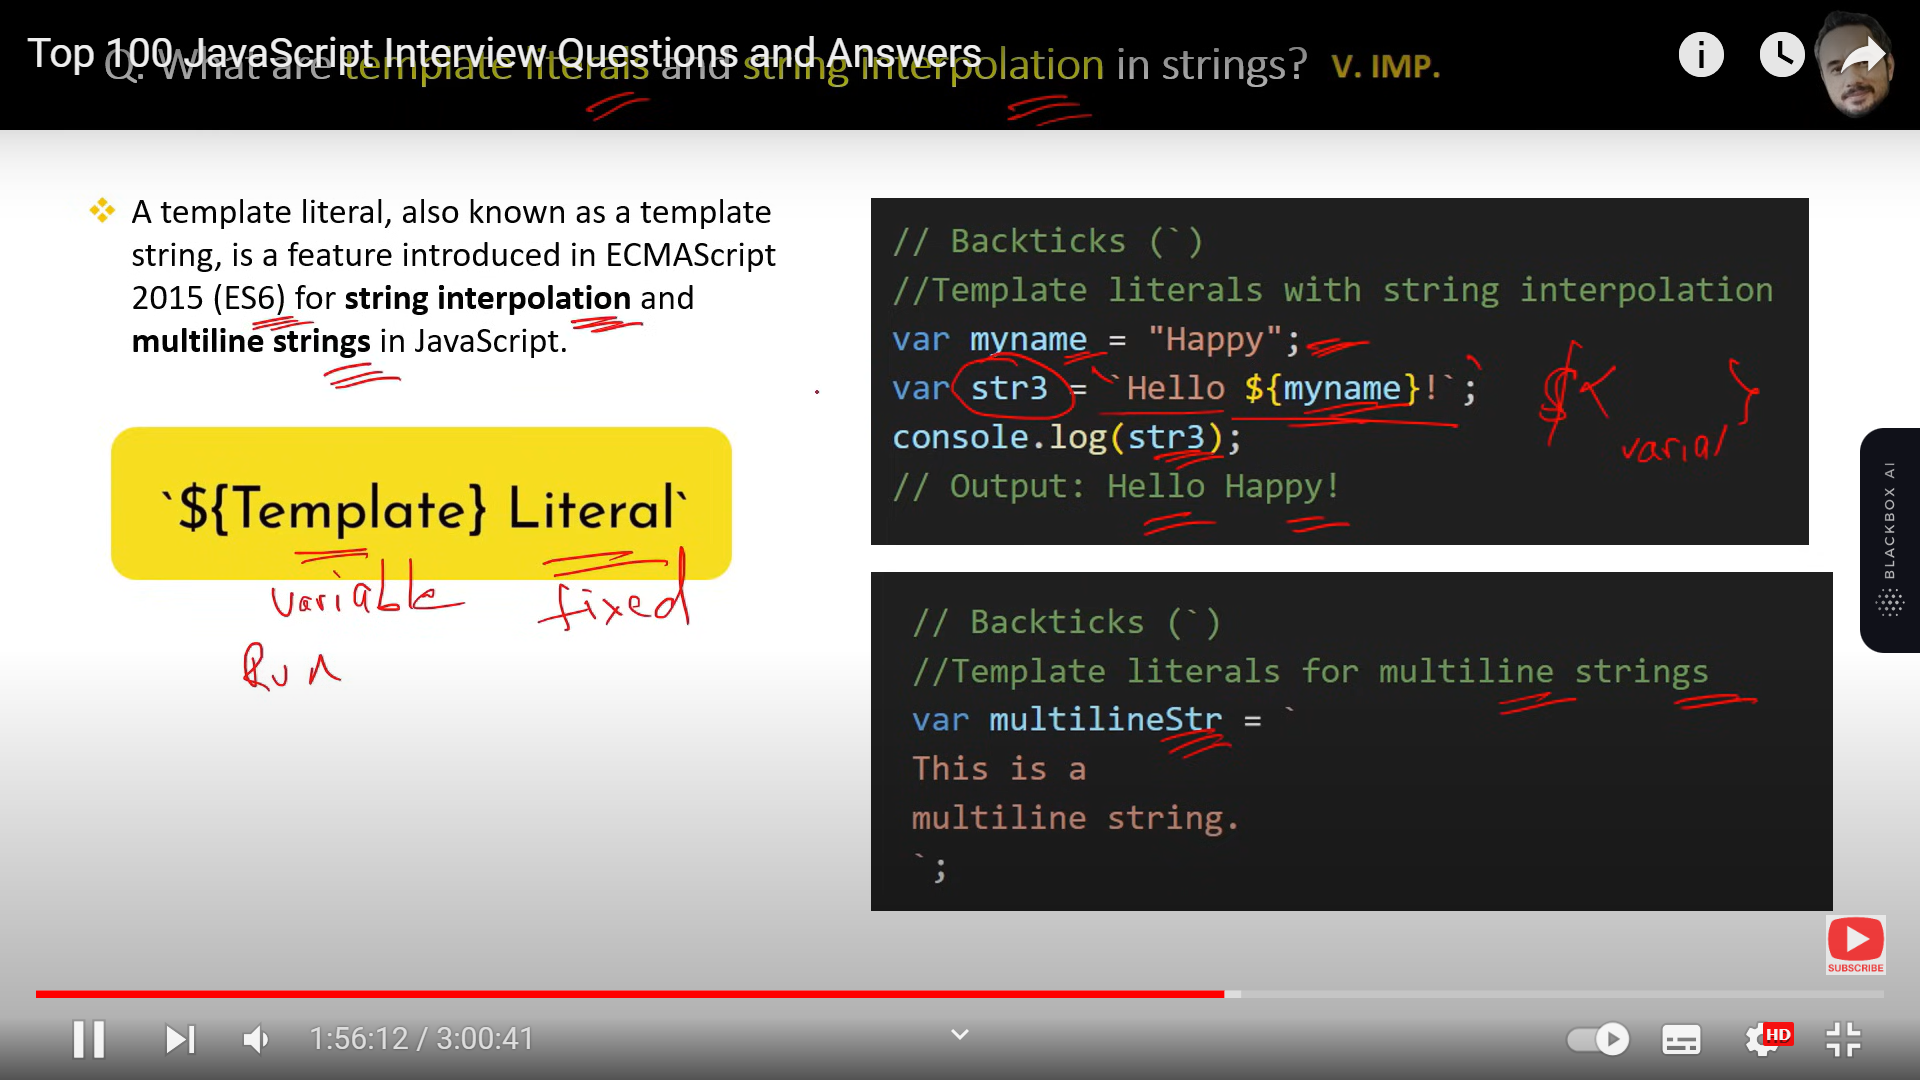 Top 100 JavaScript Interview Questions and Answers
Q. What are template literals and string interpolation in strings? V. IMP.
A template literal, also known as a template
string, is a feature introduced in ECMAScript
2015 (ES6) for string interpolation and
multiline strings in JavaScript.
`${Template} Literal`
variable fixed
Run
// Backticks (`)
//Template literals with string interpolation
var myname = "Happy";
var str3 = `Hello ${myname}!`;
console.log(str3);
// Output: Hello Happy!
${ }
varial
// Backticks (`)
//Template literals for multiline strings
var multilineStr = `
This is a
multiline string.
`;
BLACKBOX AI
SUBSCRIBE
1:56:12 / 3:00:41
HD